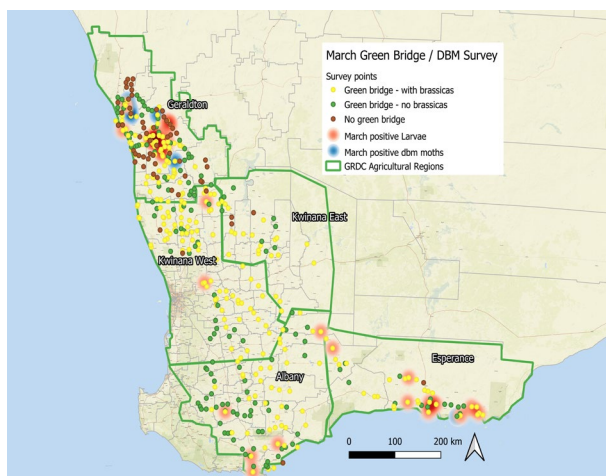 March Green Bridge / DBM Survey
Survey points
Green bridge - with brassicas
Green bridge - no brassicas
No green bridge
March positive Larvae
March positive dbm moths
GRDC Agricultural Regions
Geraldton
Kwinana East
Kwinana West
Esperance
Albany
0 100 200 km